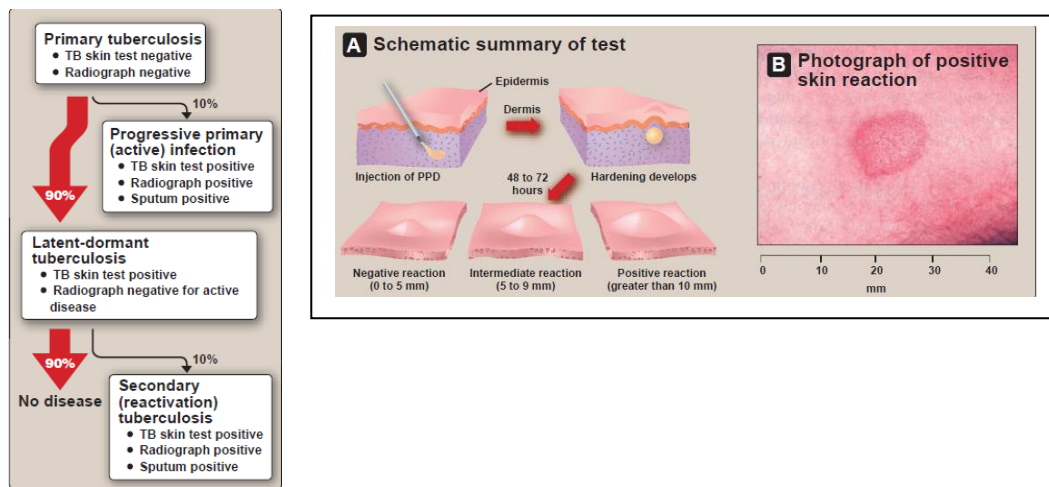 Primary tuberculosis
• TB skin test negative
• Radiograph negative
10%
Progressive primary
(active) infection
• TB skin test positive
• Radiograph positive
• Sputum positive
90%
Latent-dormant
tuberculosis
• TB skin test positive
• Radiograph negative for active
disease
90%
10%
No disease
Secondary
(reactivation)
tuberculosis
• TB skin test positive
• Radiograph positive
• Sputum positive
A Schematic summary of test
Epidermis
Dermis
Injection of PPD
48 to 72
hours
Hardening develops
Negative reaction
(0 to 5 mm)
Intermediate reaction
(5 to 9 mm)
Positive reaction
(greater than 10 mm)
B Photograph of positive
skin reaction
0 10 20 30 40
mm